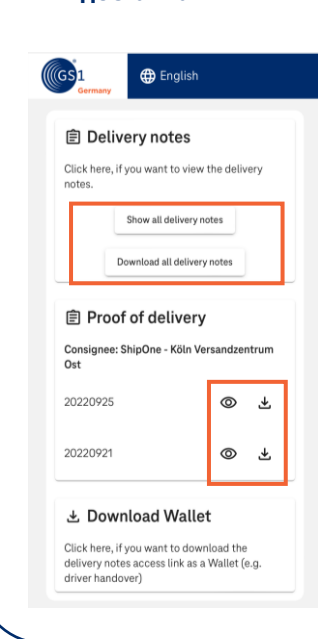 GS1
Germany
English
Delivery notes
Click here, if you want to view the delivery
notes.
Show all delivery notes
Download all delivery notes
Proof of delivery
Consignee: ShipOne - Köln Versandzentrum
Ost
20220925
20220921
Download Wallet
Click here, if you want to download the
delivery notes access link as a Wallet (e.g.
driver handover)